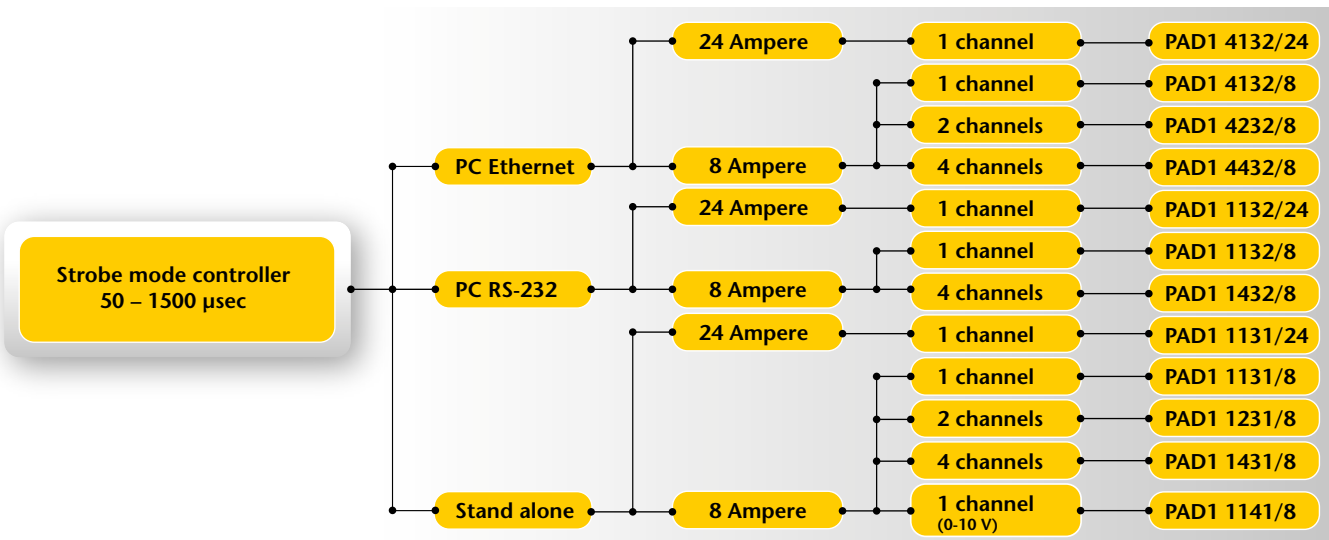 24 Ampere
1 channel
PAD1 4132/24
1 channel
PAD1 4132/8
2 channels
PAD1 4232/8
PC Ethernet
8 Ampere
4 channels
PAD1 4432/8
24 Ampere
1 channel
PAD1 1132/24
Strobe mode controller
50 – 1500 µsec
1 channel
PAD1 1132/8
PC RS-232
8 Ampere
4 channels
PAD1 1432/8
24 Ampere
1 channel
PAD1 1131/24
1 channel
PAD1 1131/8
2 channels
PAD1 1231/8
4 channels
PAD1 1431/8
Stand alone
8 Ampere
1 channel
(0-10 V)
PAD1 1141/8